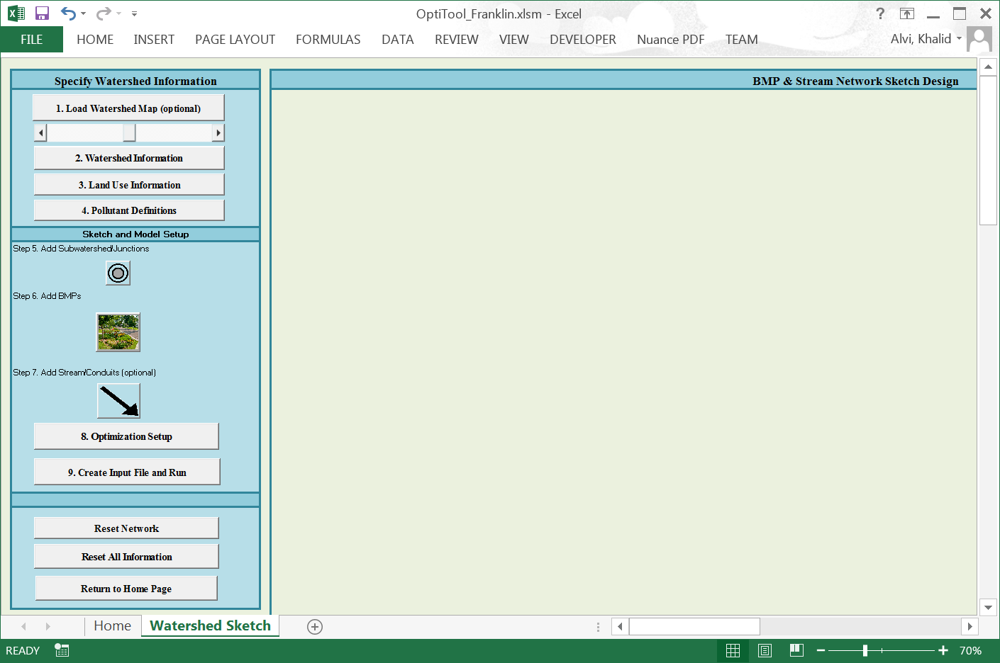 OptiTool_Franklin.xlsm - Excel
?
FILE HOME INSERT PAGE LAYOUT FORMULAS DATA REVIEW VIEW DEVELOPER Nuance PDF TEAM Alvi, Khalid
Specify Watershed Information
BMP & Stream Network Sketch Design
1. Load Watershed Map (optional)
2. Watershed Information
3. Land Use Information
4. Pollutant Definitions
Sketch and Model Setup
Step 5. Add Subwatershed/Junctions
Step 6. Add BMPs
Step 7. Add Stream/Conduits (optional)
8. Optimization Setup
9. Create Input File and Run
Reset Network
Reset All Information
Return to Home Page
Home Watershed Sketch
READY
70%